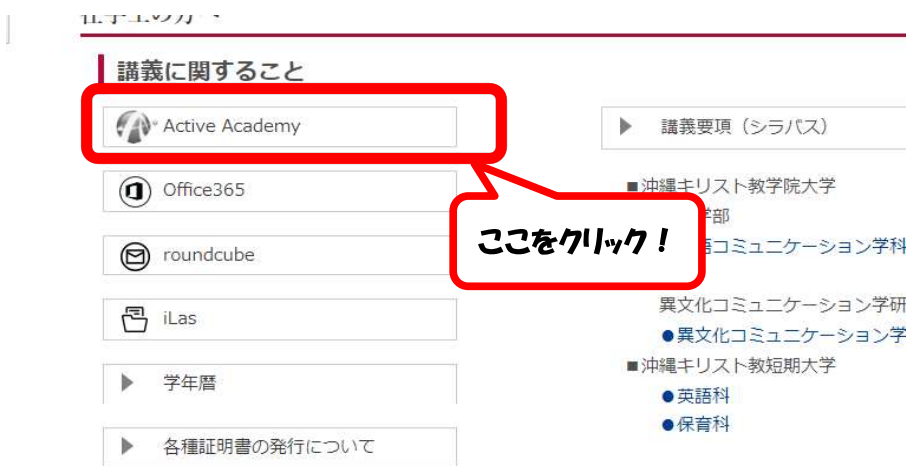 講義に関すること
Active Academy
Office365
roundcube
iLas
学年暦
各種証明書の発行について
ここをクリック!
講義要項(シラバス)
■沖縄キリスト教学院大学
学部
コミュニケーション学科
異文化コミュニケーション学研
●異文化コミュニケーション学
■沖縄キリスト教短期大学
●英語科
●保育科